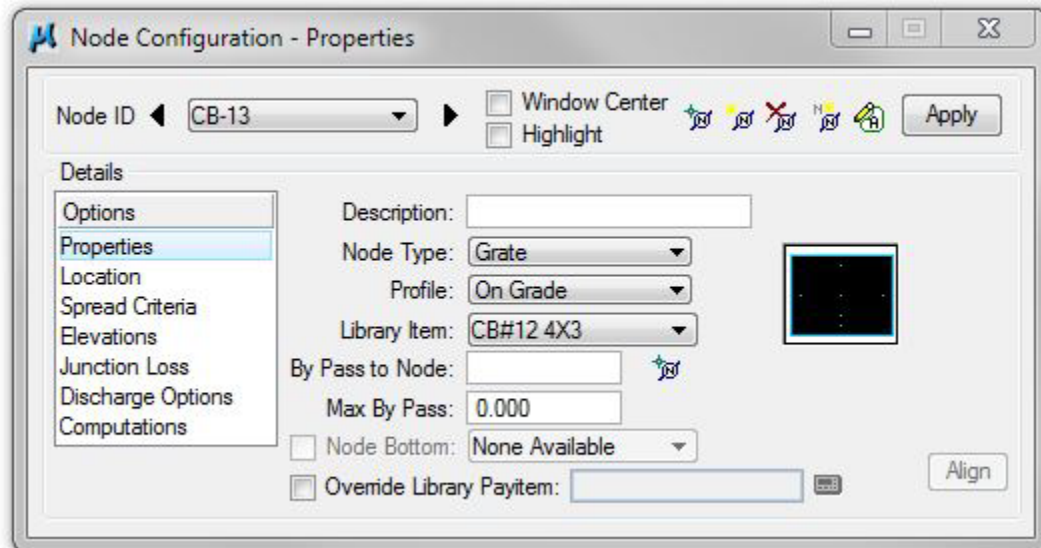 Node Configuration - Properties
Node ID CB-13 Window Center Apply
Highlight
Details
Options
Properties
Location
Spread Criteria
Elevations
Junction Loss
Discharge Options
Computations
Description:
Node Type: Grate
Profile: On Grade
Library Item: CB#12 4X3
By Pass to Node:
Max By Pass: 0.000
Node Bottom: None Available
Override Library Payitem:
Align